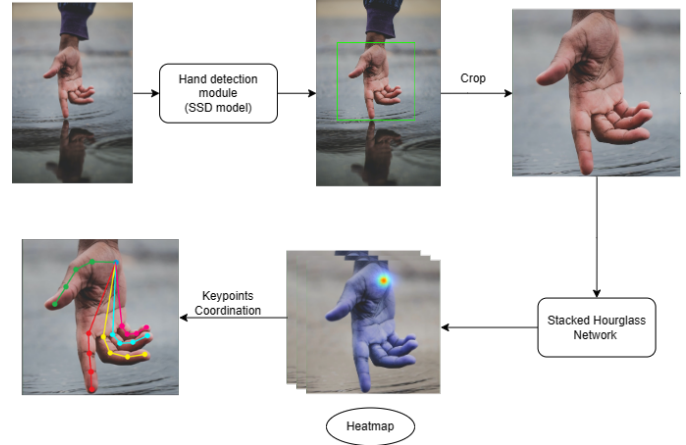 Hand detection
module
(SSD model)
Crop
Keypoints
Coordination
Stacked Hourglass
Network
Heatmap